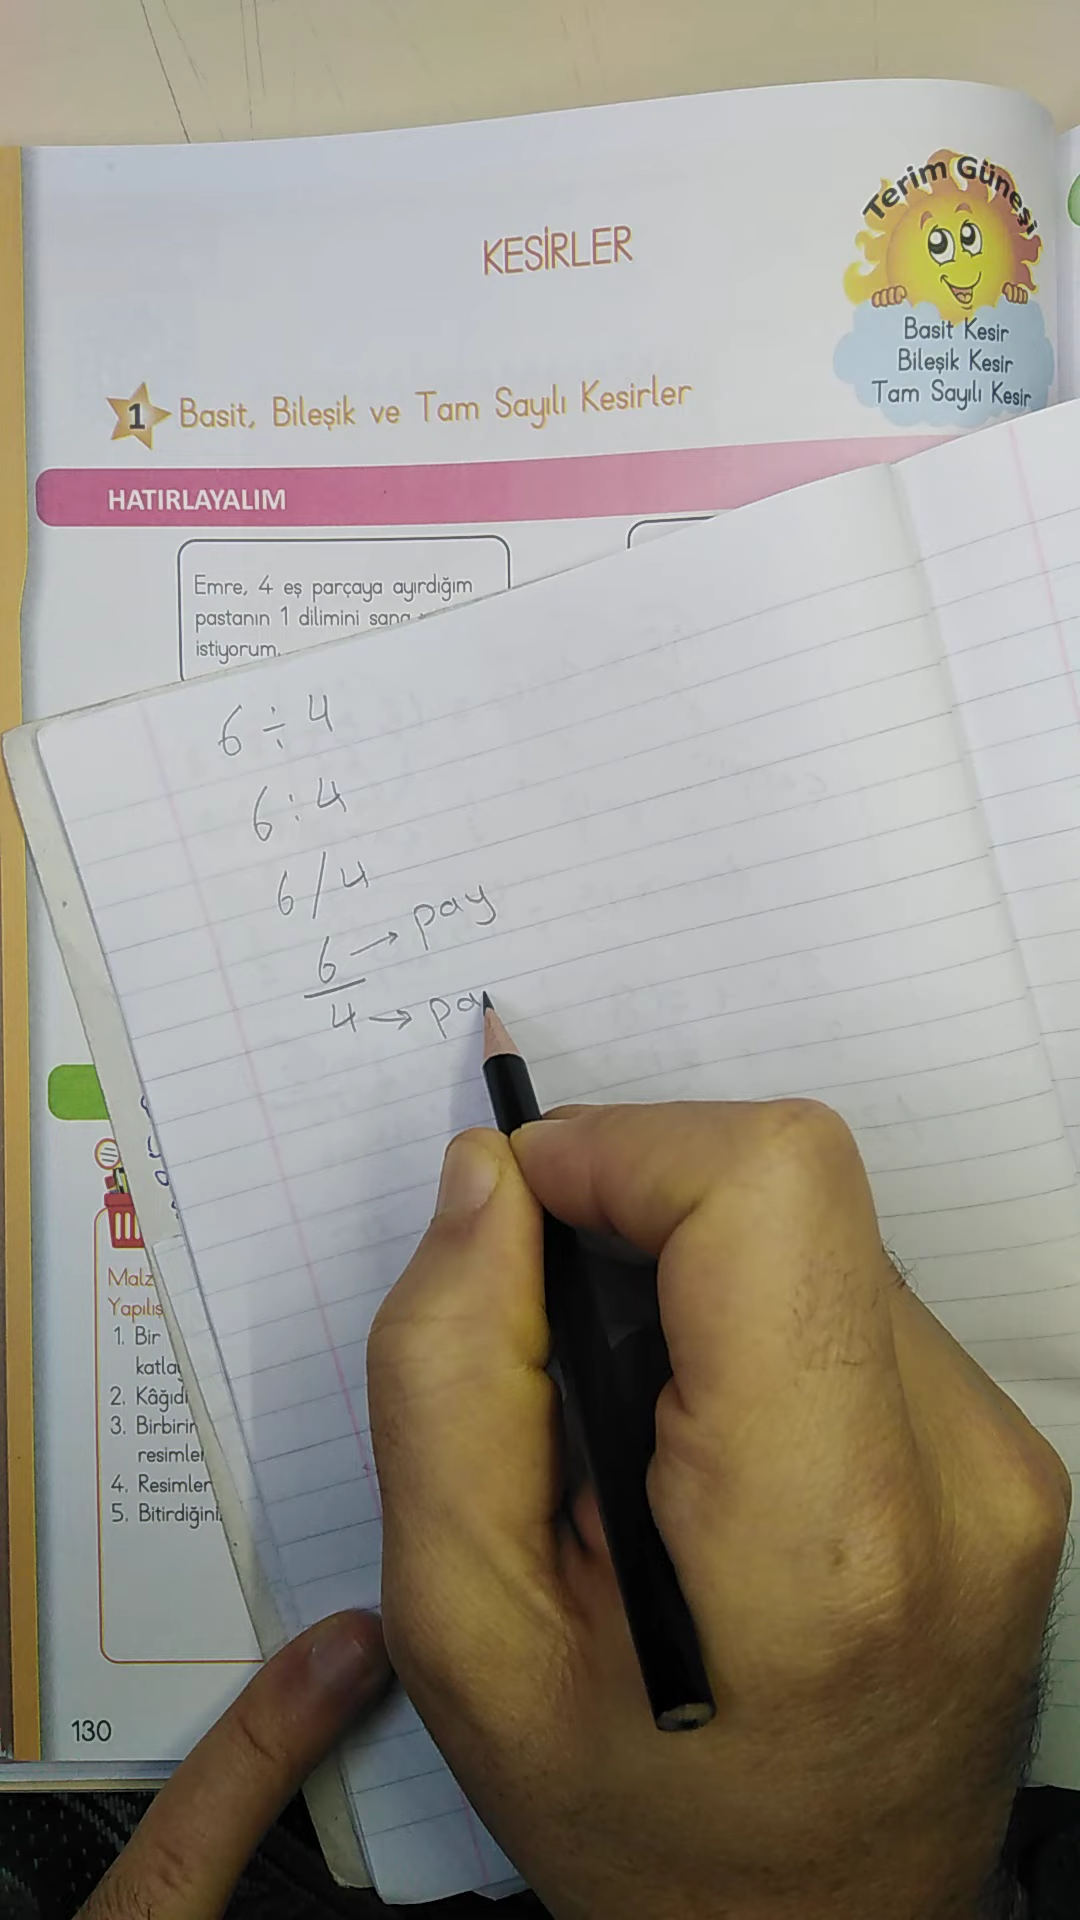 Terim Güneşi
KESİRLER
Basit Kesir
Bileşik Kesir
Tam Sayılı Kesir
1 Basit, Bileşik ve Tam Sayılı Kesirler
HATIRLAYALIM
Emre, 4 eş parçaya ayırdığım
pastanın 1 dilimini sana
istiyorum.
6 ÷ 4
6 : 4
6 / 4
6 → pay
4 → pa
Malz
Yapılış
1. Bir
katla
2. Kâğıdı
3. Birbirin
resimler
4. Resimler
5. Bitirdiğini
130